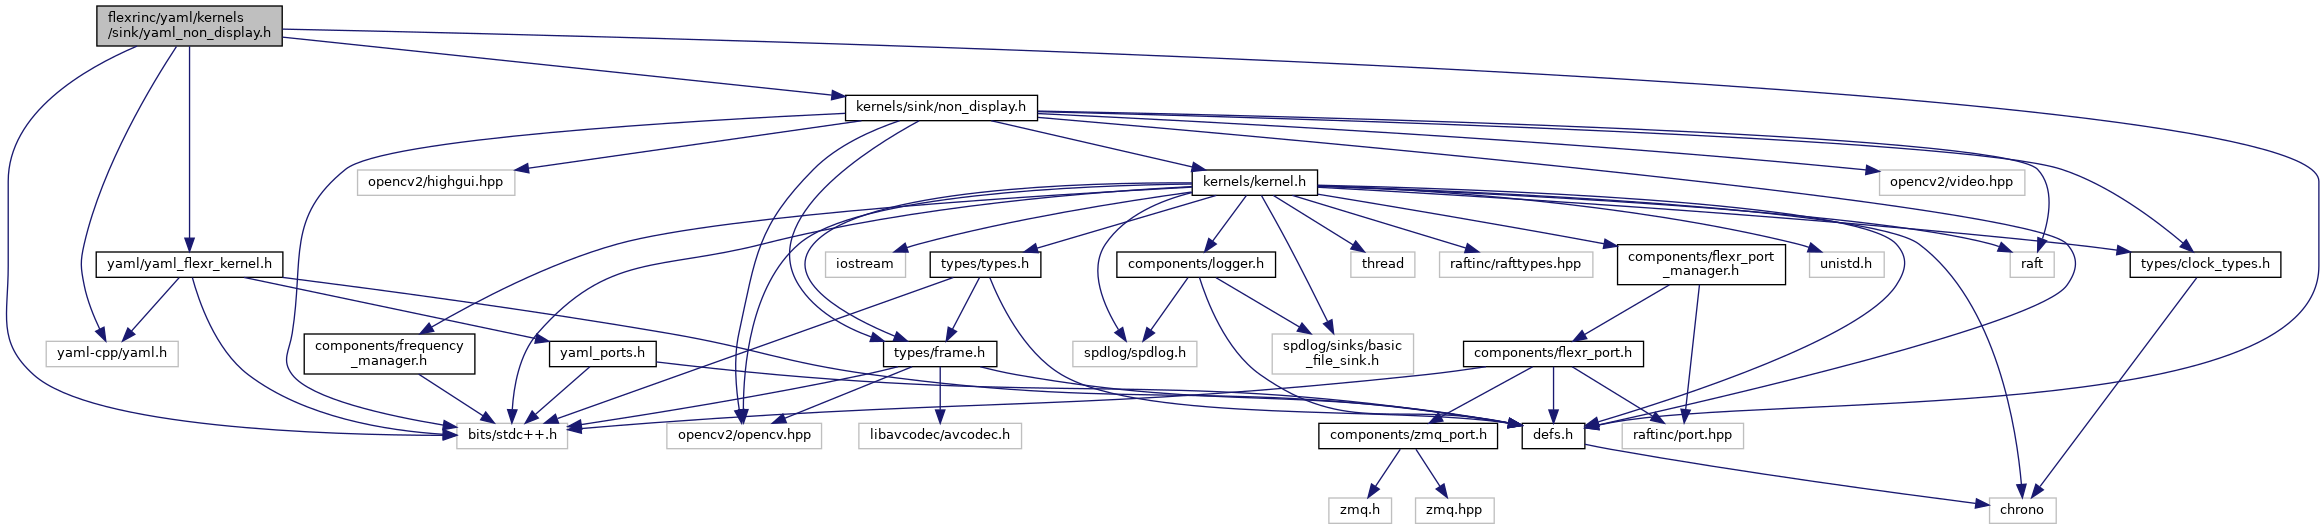 flexrinc/yaml/kernels
/sink/yaml_non_display.h
kernels/sink/non_display.h
opencv2/highgui.hpp
kernels/kernel.h
opencv2/video.hpp
yaml/yaml_flexr_kernel.h
iostream
types/types.h
components/logger.h
thread
raftinc/rafttypes.hpp
components/flexr_port
_manager.h
unistd.h
raft
types/clock_types.h
yaml-cpp/yaml.h
components/frequency
_manager.h
yaml_ports.h
types/frame.h
spdlog/spdlog.h
spdlog/sinks/basic
_file_sink.h
components/flexr_port.h
bits/stdc++.h
opencv2/opencv.hpp
libavcodec/avcodec.h
components/zmq_port.h
defs.h
raftinc/port.hpp
zmq.h
zmq.hpp
chrono